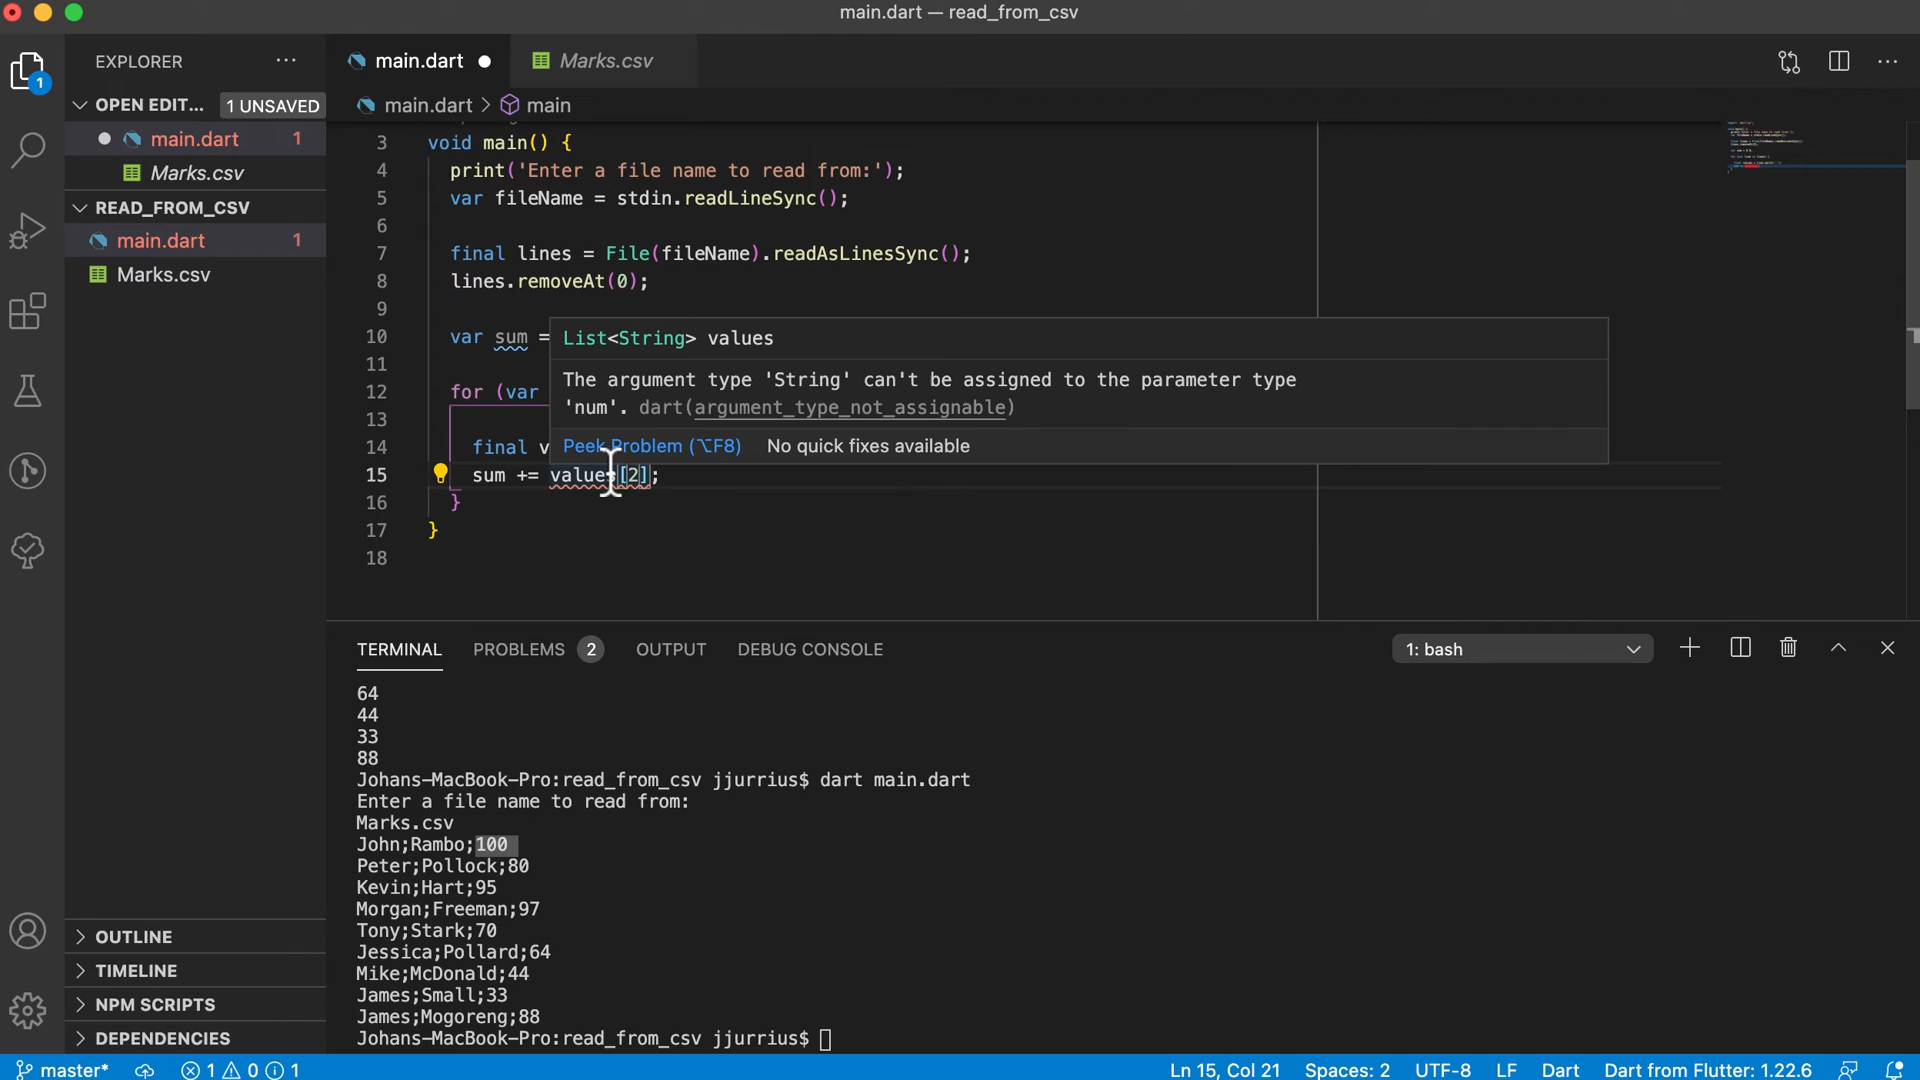 main.dart — read_from_csv
EXPLORER
main.dart
Marks.csv
1
OPEN EDIT... 1 UNSAVED
main.dart > main
main.dart 1
Marks.csv
READ_FROM_CSV
main.dart 1
Marks.csv
3 void main() {
4 print('Enter a file name to read from:');
5 var fileName = stdin.readLineSync();
6
7 final lines = File(fileName).readAsLinesSync();
8 lines.removeAt(0);
9
10 var sum =
11
12 for (var
13
14 final v
15 sum += values[2];
16 }
17 }
18
List<String> values
The argument type 'String' can't be assigned to the parameter type
'num'. dart(argument_type_not_assignable)
Peek Problem (⌥F8) No quick fixes available
TERMINAL PROBLEMS 2 OUTPUT DEBUG CONSOLE 1: bash
64
44
33
88
Johans-MacBook-Pro:read_from_csv jjurrius$ dart main.dart
Enter a file name to read from:
Marks.csv
John;Rambo;100
Peter;Pollock;80
Kevin;Hart;95
Morgan;Freeman;97
Tony;Stark;70
Jessica;Pollard;64
Mike;McDonald;44
James;Small;33
James;Mogoreng;88
Johans-MacBook-Pro:read_from_csv jjurrius$
OUTLINE
TIMELINE
NPM SCRIPTS
DEPENDENCIES
master* 1 0 1 Ln 15, Col 21 Spaces: 2 UTF-8 LF Dart Dart from Flutter: 1.22.6